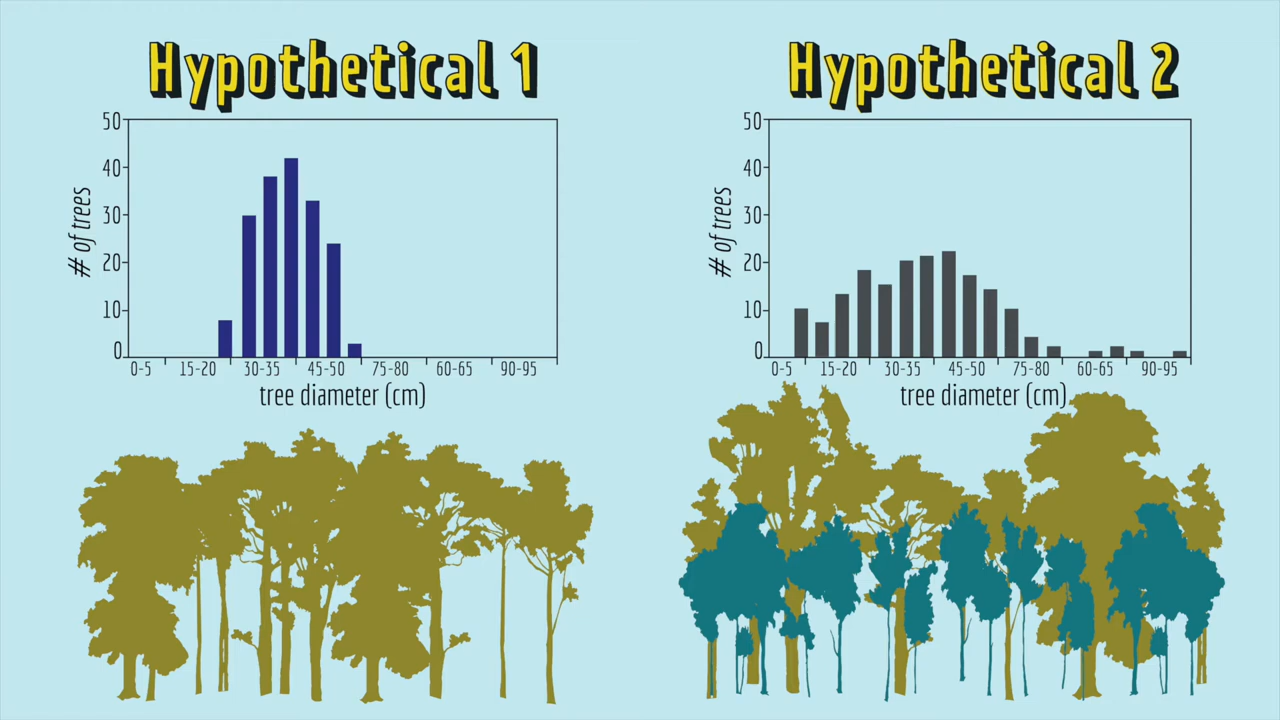 Hypothetical 1
50
40
30
20
10
0
# of trees
0-5 15-20 30-35 45-50 75-80 60-65 90-95
tree diameter (cm)
Hypothetical 2
50
40
30
20
10
0
# of trees
0-5 15-20 30-35 45-50 75-80 60-65 90-95
tree diameter (cm)